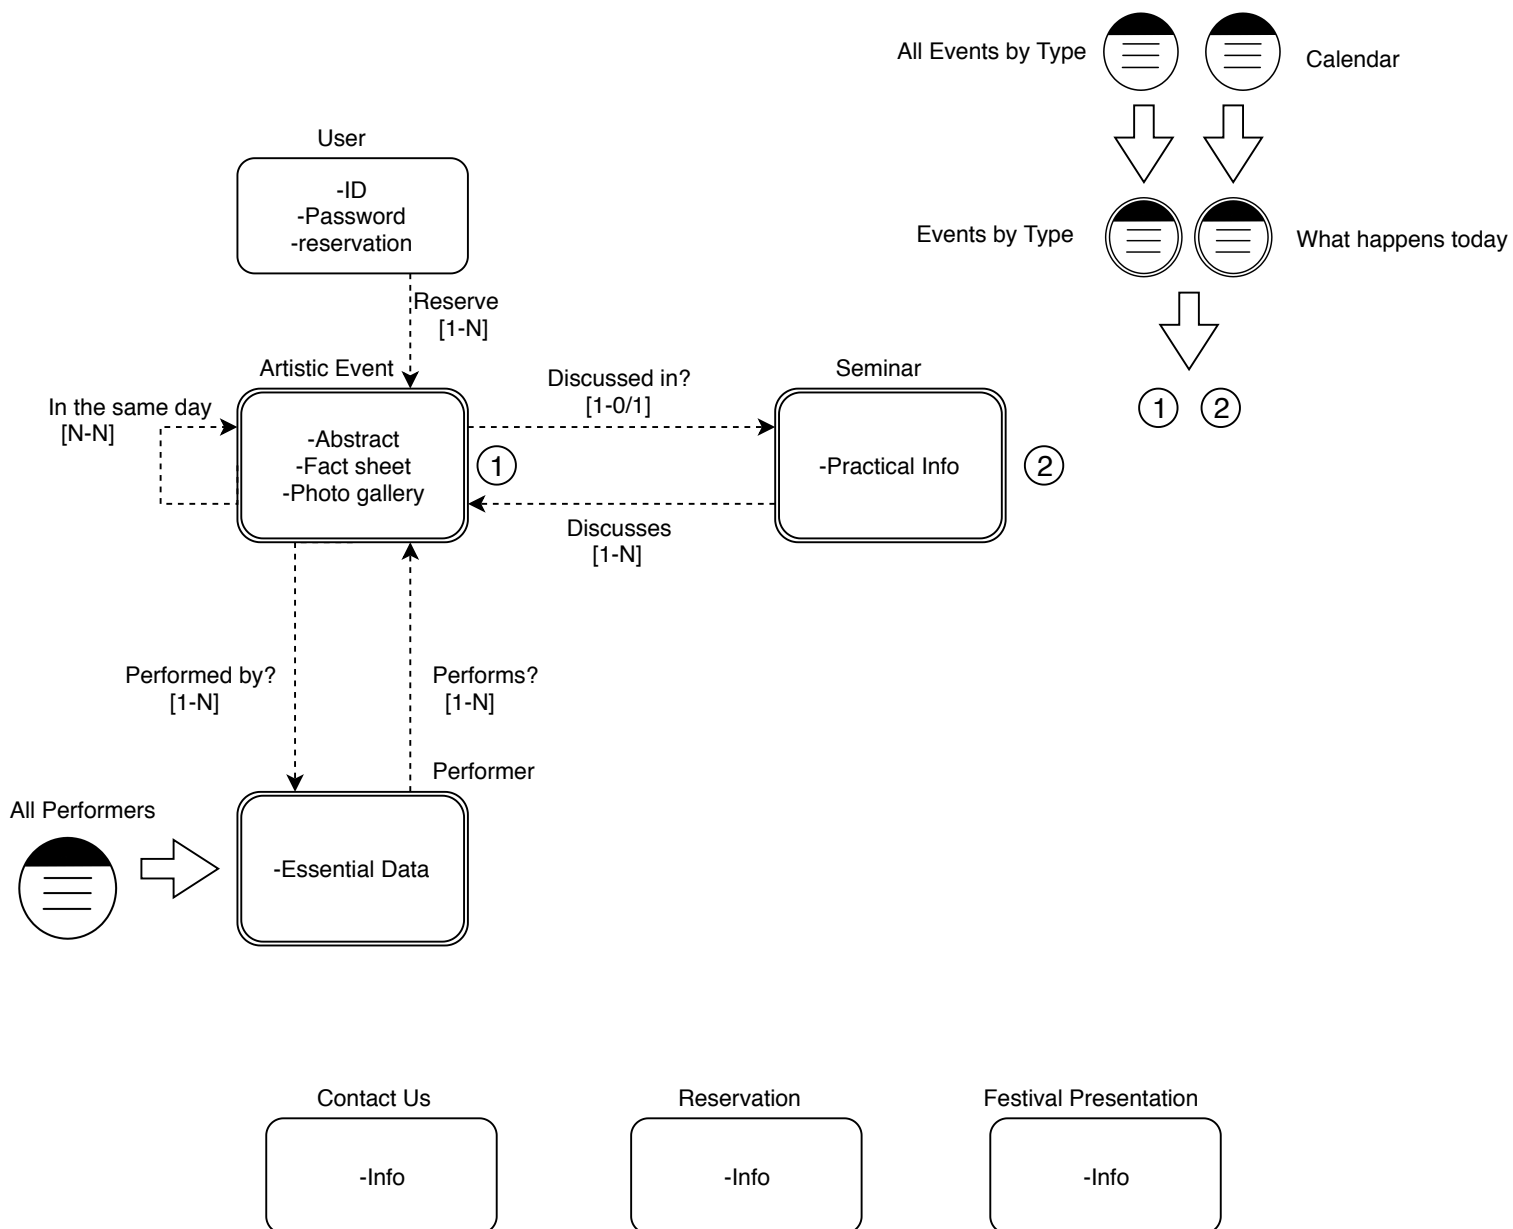 All Events by Type
Calendar
User
-ID
-Password
-reservation
Events by Type
What happens today
Reserve
[1-N]
Artistic Event
Discussed in?
[1-0/1]
Seminar
In the same day
[N-N]
1
2
-Abstract
-Fact sheet
-Photo gallery
1
-Practical Info
2
Discusses
[1-N]
Performed by?
[1-N]
Performs?
[1-N]
Performer
All Performers
-Essential Data
Contact Us
Reservation
Festival Presentation
-Info
-Info
-Info